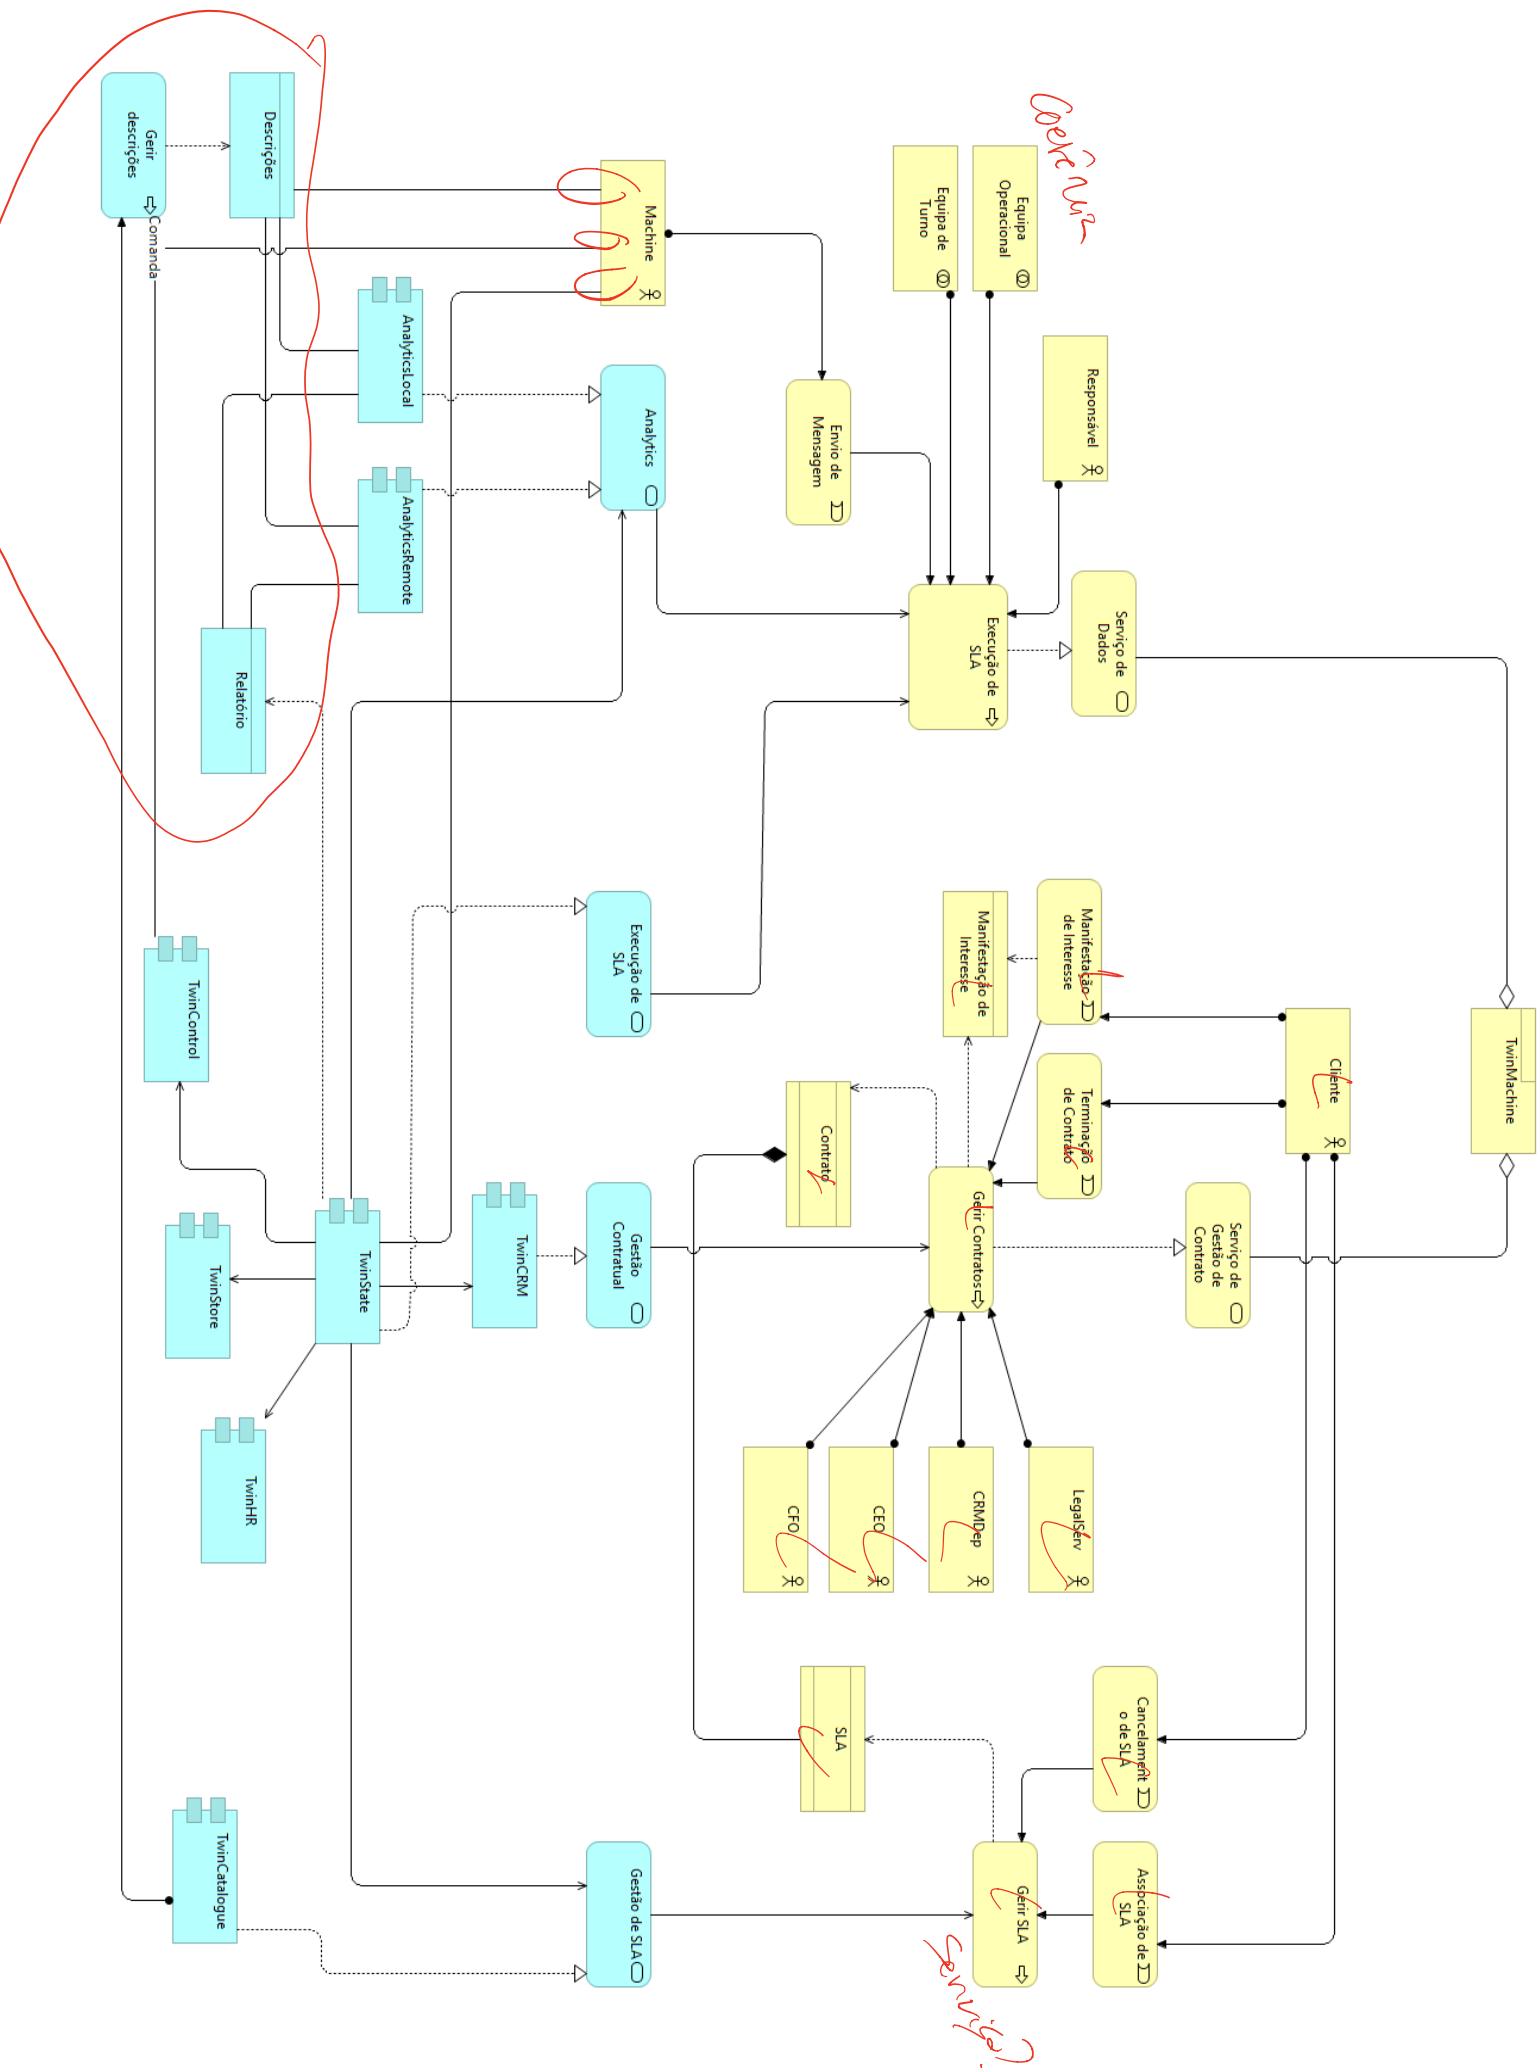 TwinMachine
Cliente
Serviço de
Gestão de
Contrato
Serviço de
Dados
Cancelament
o de SLA
Associação de
SLA
Responsável
Manifestação
de Interesse
Terminação
de Contrato
LegalServ
Coerência
Equipa
Operacional
Gerir SLA
Serviço?
Execução de
SLA
Manifestação de
Interesse
Gerir Contratos
CRMDep
Equipa de
Turno
CEO
Envio de
Mensagem
Contrato
SLA
CFO
Machine
Analytics
Execução de
SLA
Gestão
Contratual
Gestão de SLA
TwinCRM
AnalyticsLocal
AnalyticsRemote
TwinState
Descrições
Relatório
TwinHR
TwinStore
TwinCatalogue
TwinControl
Gerir
descrições
Comanda